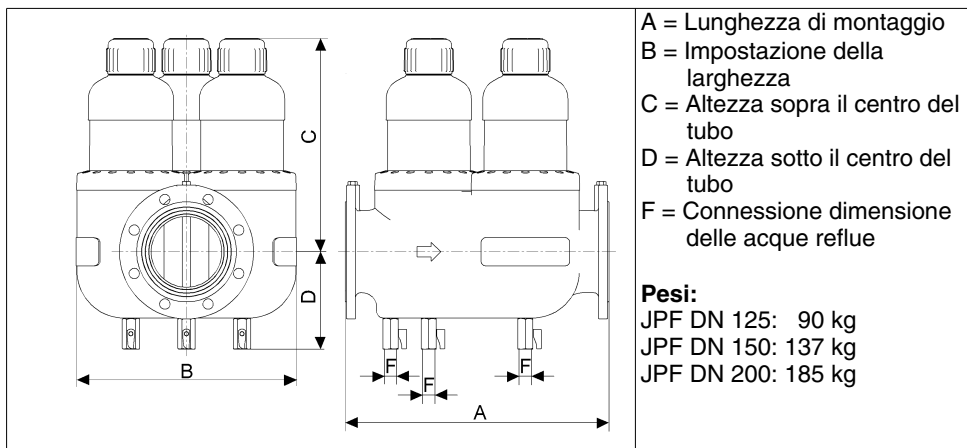 C
D
B
F
F
F
A
A = Lunghezza di montaggio
B = Impostazione della
larghezza
C = Altezza sopra il centro del
tubo
D = Altezza sotto il centro del
tubo
F = Connessione dimensione
delle acque reflue
Pesi:
JPF DN 125: 90 kg
JPF DN 150: 137 kg
JPF DN 200: 185 kg